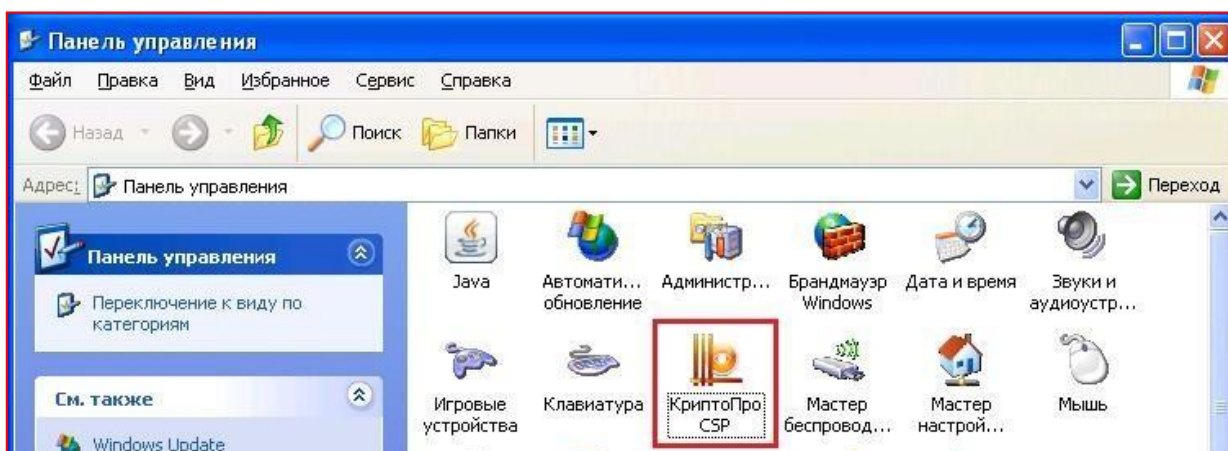 Панель управления
Файл Правка Вид Избранное Сервис Справка
Назад Поиск Папки
Адрес: Панель управления Переход
Панель управления
Переключение к виду по
категориям
См. также
Windows Update
Java Автомати... Администр... Брандмауэр Дата и время Звуки и
обновление Windows аудиоустр...
Игровые Клавиатура КриптоПро Мастер Мастер Мышь
устройства CSP беспровод... настрой...